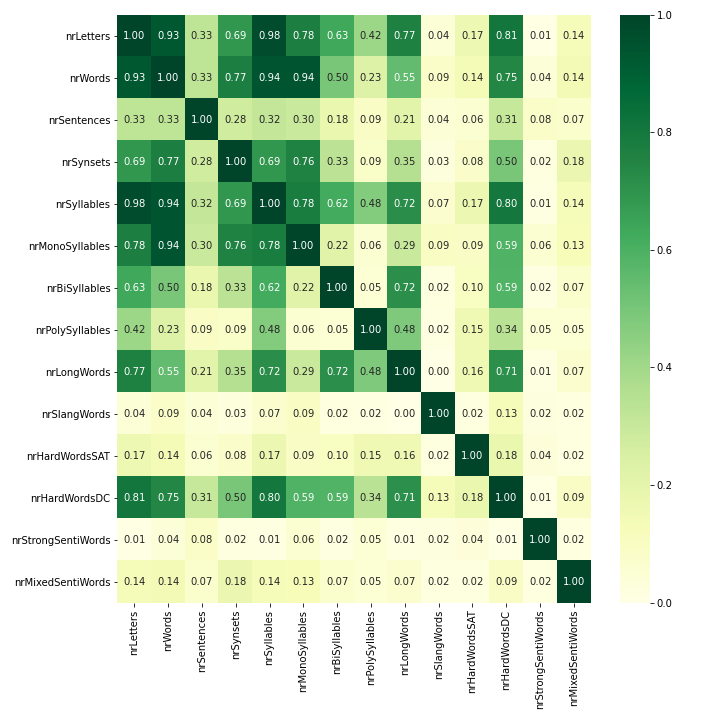 nrLetters 1.00 0.93 0.33 0.69 0.98 0.78 0.63 0.42 0.77 0.04 0.17 0.81 0.01 0.14
nrWords 0.93 1.00 0.33 0.77 0.94 0.94 0.50 0.23 0.55 0.09 0.14 0.75 0.04 0.14
nrSentences 0.33 0.33 1.00 0.28 0.32 0.30 0.18 0.09 0.21 0.04 0.06 0.31 0.08 0.07
nrSynsets 0.69 0.77 0.28 1.00 0.69 0.76 0.33 0.09 0.35 0.03 0.08 0.50 0.02 0.18
nrSyllables 0.98 0.94 0.32 0.69 1.00 0.78 0.62 0.48 0.72 0.07 0.17 0.80 0.01 0.14
nrMonoSyllables 0.78 0.94 0.30 0.76 0.78 1.00 0.22 0.06 0.29 0.09 0.09 0.59 0.06 0.13
nrBiSyllables 0.63 0.50 0.18 0.33 0.62 0.22 1.00 0.05 0.72 0.02 0.10 0.59 0.02 0.07
nrPolySyllables 0.42 0.23 0.09 0.09 0.48 0.06 0.05 1.00 0.48 0.02 0.15 0.34 0.05 0.05
nrLongWords 0.77 0.55 0.21 0.35 0.72 0.29 0.72 0.48 1.00 0.00 0.16 0.71 0.01 0.07
nrSlangWords 0.04 0.09 0.04 0.03 0.07 0.09 0.02 0.02 0.00 1.00 0.02 0.13 0.02 0.02
nrHardWordsSAT 0.17 0.14 0.06 0.08 0.17 0.09 0.10 0.15 0.16 0.02 1.00 0.18 0.04 0.02
nrHardWordsDC 0.81 0.75 0.31 0.50 0.80 0.59 0.59 0.34 0.71 0.13 0.18 1.00 0.01 0.09
nrStrongSentiWords 0.01 0.04 0.08 0.02 0.01 0.06 0.02 0.05 0.01 0.02 0.04 0.01 1.00 0.02
nrMixedSentiWords 0.14 0.14 0.07 0.18 0.14 0.13 0.07 0.05 0.07 0.02 0.02 0.09 0.02 1.00
nrLetters
nrWords
nrSentences
nrSynsets
nrSyllables
nrMonoSyllables
nrBiSyllables
nrPolySyllables
nrLongWords
nrSlangWords
nrHardWordsSAT
nrHardWordsDC
nrStrongSentiWords
nrMixedSentiWords
1.0
0.8
0.6
0.4
0.2
0.0